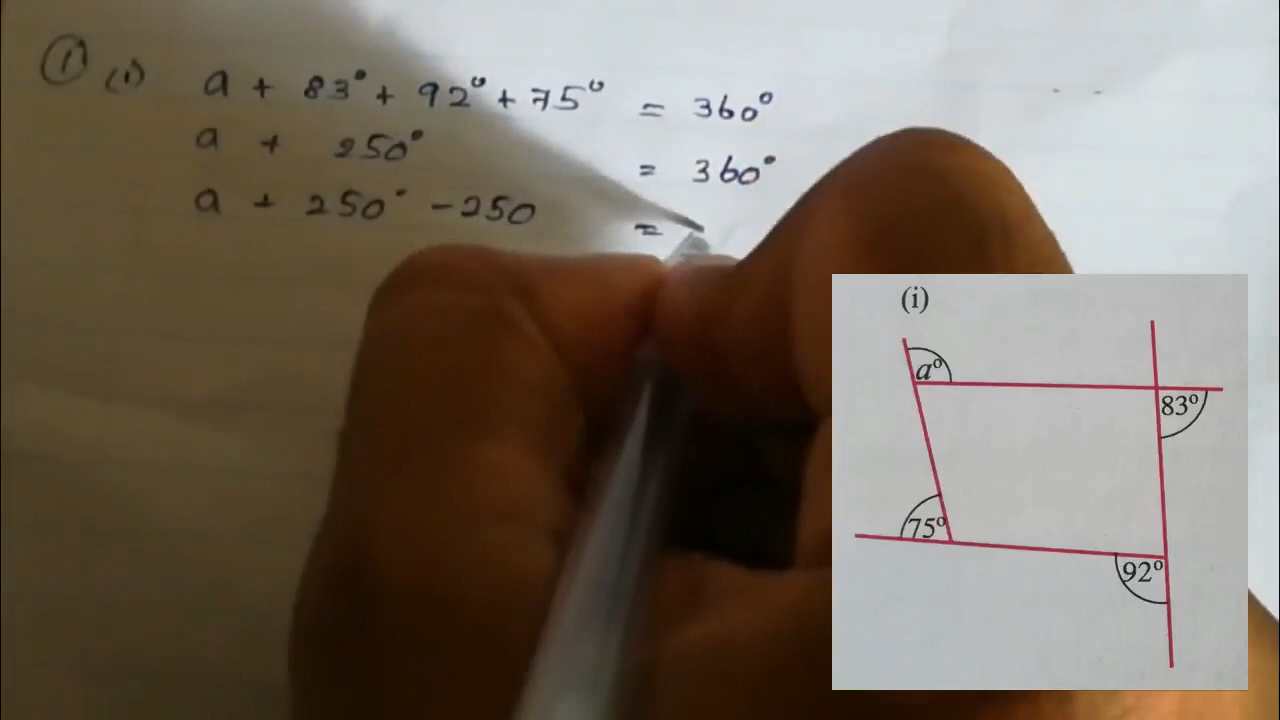 ① (i) a + 83° + 92° + 75° = 360°
a + 250° = 360°
a + 250° - 250 =
(i)
a°
83°
75°
92°